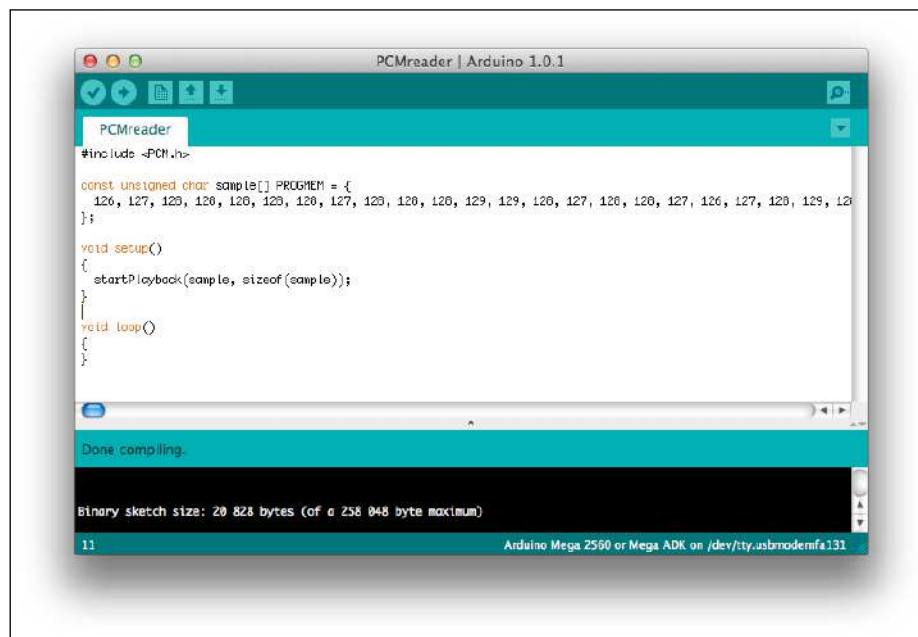 PCMreader | Arduino 1.0.1
PCMreader
#include <PCM.h>
const unsigned char sample[] PROGMEM = {
126, 127, 128, 128, 128, 128, 128, 127, 128, 128, 128, 129, 129, 128, 127, 128, 128, 127, 126, 127, 128, 129, 12
};
void setup()
{
startPlayback(sample, sizeof(sample));
}
void loop()
{
}
Done compiling.
Binary sketch size: 20 828 bytes (of a 258 048 byte maximum)
11 Arduino Mega 2560 or Mega ADK on /dev/tty.usbmodemfa131